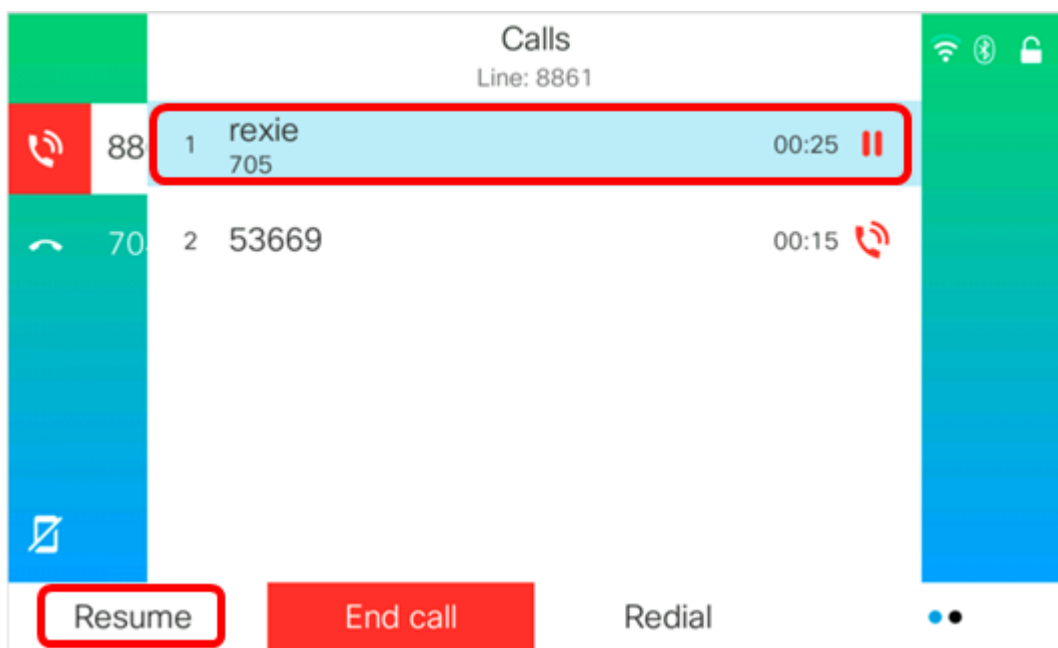 Calls
Line: 8861
88
1 rexie 00:25
705
70
2 53669 00:15
Resume End call Redial